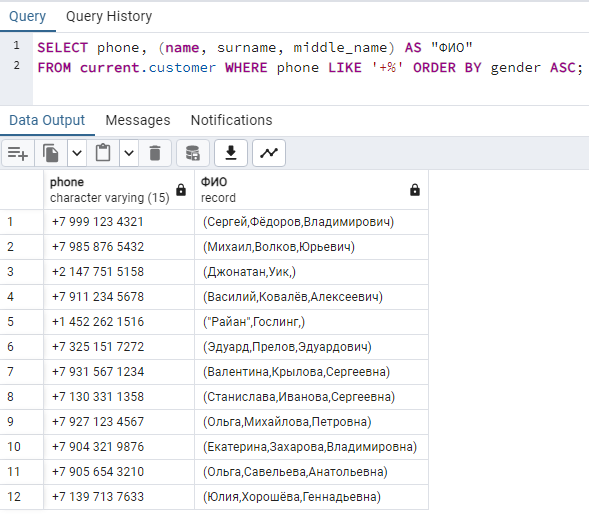 Query Query History
1 SELECT phone, (name, surname, middle_name) AS "ФИО"
2 FROM current.customer WHERE phone LIKE '+%' ORDER BY gender ASC;
Data Output Messages Notifications
phone ФИО
character varying (15) record
1 +7 999 123 4321 (Сергей,Фёдоров,Владимирович)
2 +7 985 876 5432 (Михаил,Волков,Юрьевич)
3 +2 147 751 5158 (Джонатан,Уик,)
4 +7 911 234 5678 (Василий,Ковалёв,Алексеевич)
5 +1 452 262 1516 ("Райан",Гослинг,)
6 +7 325 151 7272 (Эдуард,Прелов,Эдуардович)
7 +7 931 567 1234 (Валентина,Крылова,Сергеевна)
8 +7 130 331 1358 (Станислава,Иванова,Сергеевна)
9 +7 927 123 4567 (Ольга,Михайлова,Петровна)
10 +7 904 321 9876 (Екатерина,Захарова,Владимировна)
11 +7 905 654 3210 (Ольга,Савельева,Анатольевна)
12 +7 139 713 7633 (Юлия,Хорошёва,Геннадьевна)